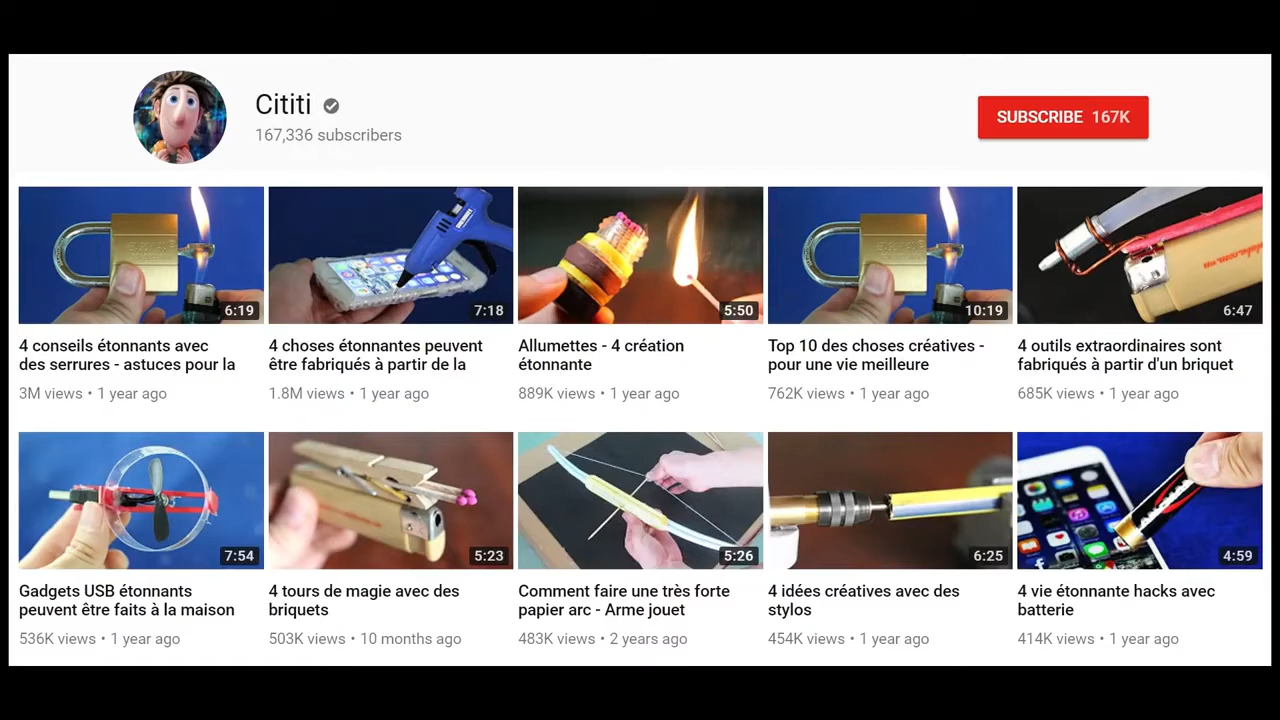 Cititi
167,336 subscribers
SUBSCRIBE 167K
6:19
7:18
5:50
10:19
6:47
4 conseils étonnants avec
des serrures - astuces pour la
3M views • 1 year ago
4 choses étonnantes peuvent
être fabriqués à partir de la
1.8M views • 1 year ago
Allumettes - 4 création
étonnante
889K views • 1 year ago
Top 10 des choses créatives -
pour une vie meilleure
762K views • 1 year ago
4 outils extraordinaires sont
fabriqués à partir d'un briquet
685K views • 1 year ago
7:54
5:23
5:26
6:25
4:59
Gadgets USB étonnants
peuvent être faits à la maison
536K views • 1 year ago
4 tours de magie avec des
briquets
503K views • 10 months ago
Comment faire une très forte
papier arc - Arme jouet
483K views • 2 years ago
4 idées créatives avec des
stylos
454K views • 1 year ago
4 vie étonnante hacks avec
batterie
414K views • 1 year ago